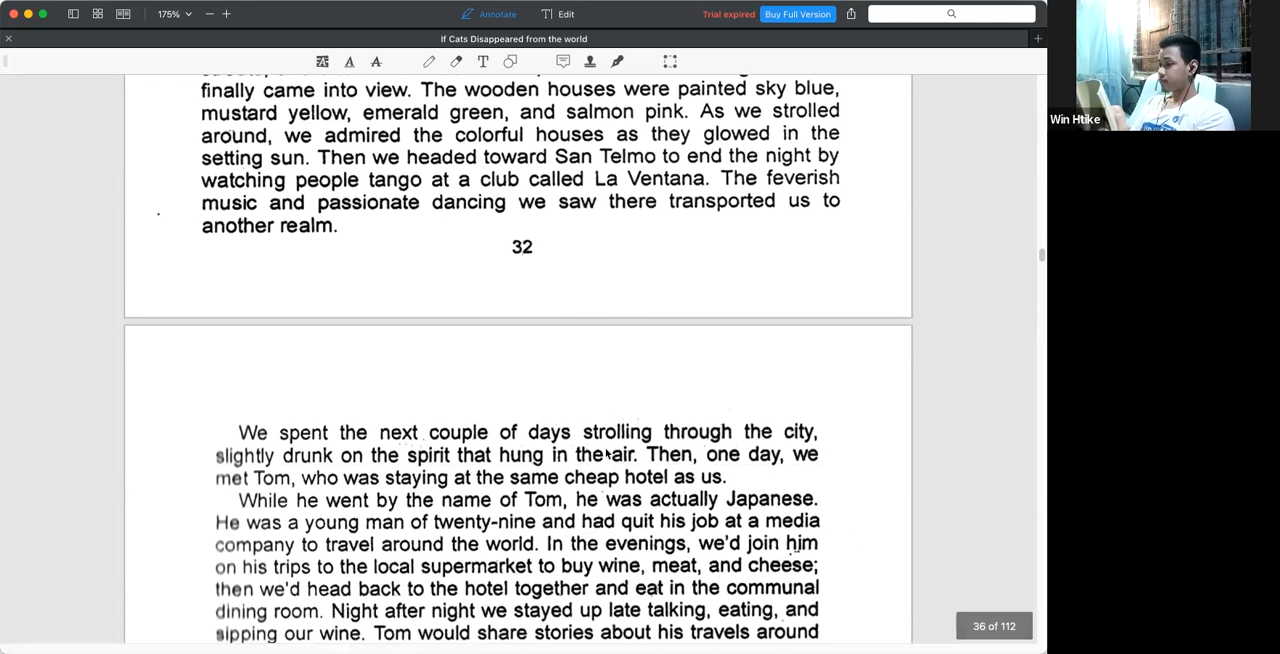 175%
Annotate
Edit
Trial expired
Buy Full Version
If Cats Disappeared from the world
finally came into view. The wooden houses were painted sky blue,
mustard yellow, emerald green, and salmon pink. As we strolled
around, we admired the colorful houses as they glowed in the
setting sun. Then we headed toward San Telmo to end the night by
watching people tango at a club called La Ventana. The feverish
music and passionate dancing we saw there transported us to
another realm.
32
We spent the next couple of days strolling through the city,
slightly drunk on the spirit that hung in the air. Then, one day, we
met Tom, who was staying at the same cheap hotel as us.
While he went by the name of Tom, he was actually Japanese.
He was a young man of twenty-nine and had quit his job at a media
company to travel around the world. In the evenings, we'd join him
on his trips to the local supermarket to buy wine, meat, and cheese;
then we'd head back to the hotel together and eat in the communal
dining room. Night after night we stayed up late talking, eating, and
sipping our wine. Tom would share stories about his travels around
36 of 112
Win Htike